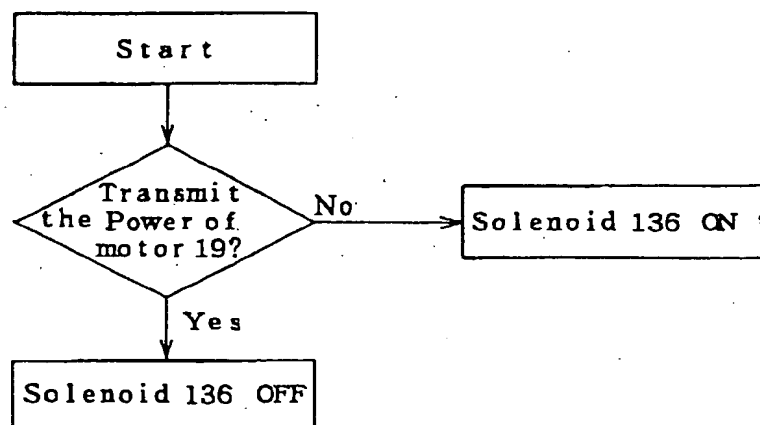 Start
Transmit
the Power of
motor 19?
No
Solenoid 136 ON
Yes
Solenoid 136 OFF